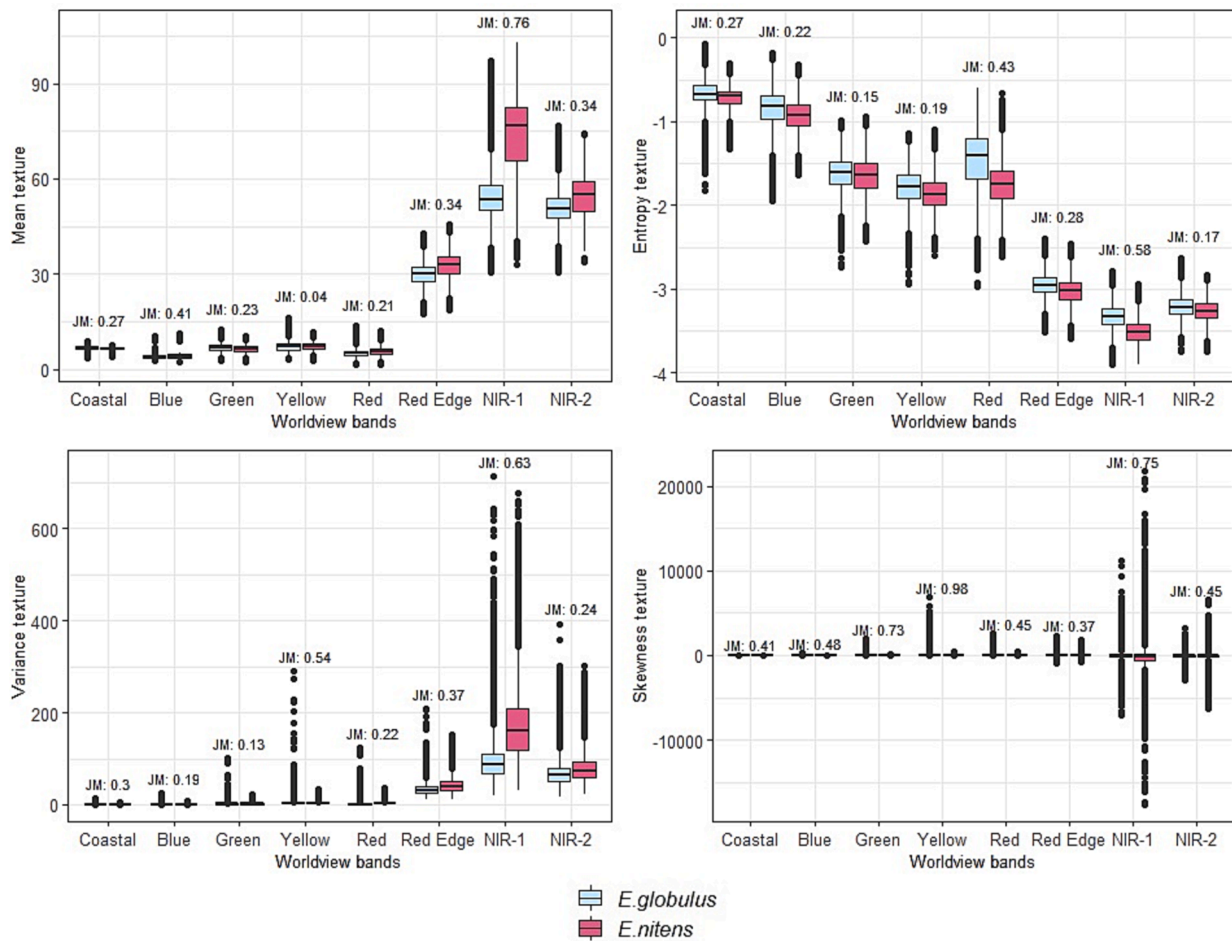 JM: 0.76
90
JM: 0.34
Mean texture
60
JM: 0.34
30
JM: 0.27
JM: 0.41
JM: 0.23
JM: 0.04
JM: 0.21
0
Coastal Blue Green Yellow Red Red Edge NIR-1 NIR-2
Worldview bands
JM: 0.27
JM: 0.22
0
JM: 0.43
JM: 0.15
JM: 0.19
-1
Entropy texture
-2
JM: 0.28
JM: 0.58
JM: 0.17
-3
-4
Coastal Blue Green Yellow Red Red Edge NIR-1 NIR-2
Worldview bands
JM: 0.63
600
Variance texture
400
JM: 0.24
JM: 0.54
JM: 0.37
200
JM: 0.13
JM: 0.22
JM: 0.3
JM: 0.19
0
Coastal Blue Green Yellow Red Red Edge NIR-1 NIR-2
Worldview bands
JM: 0.75
20000
Skewness texture
10000
JM: 0.98
JM: 0.45
JM: 0.41
JM: 0.48
JM: 0.73
JM: 0.45
JM: 0.37
0
-10000
Coastal Blue Green Yellow Red Red Edge NIR-1 NIR-2
Worldview bands
E.globulus
E.nitens